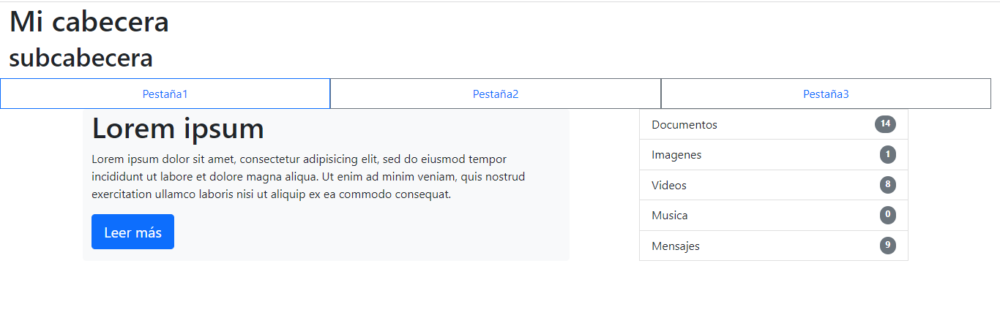 Mi cabecera
subcabecera
Pestaña1
Pestaña2
Pestaña3
Lorem ipsum
Lorem ipsum dolor sit amet, consectetur adipisicing elit, sed do eiusmod tempor
incididunt ut labore et dolore magna aliqua. Ut enim ad minim veniam, quis nostrud
exercitation ullamco laboris nisi ut aliquip ex ea commodo consequat.
Leer más
Documentos 14
Imagenes 1
Videos 8
Musica 0
Mensajes 9